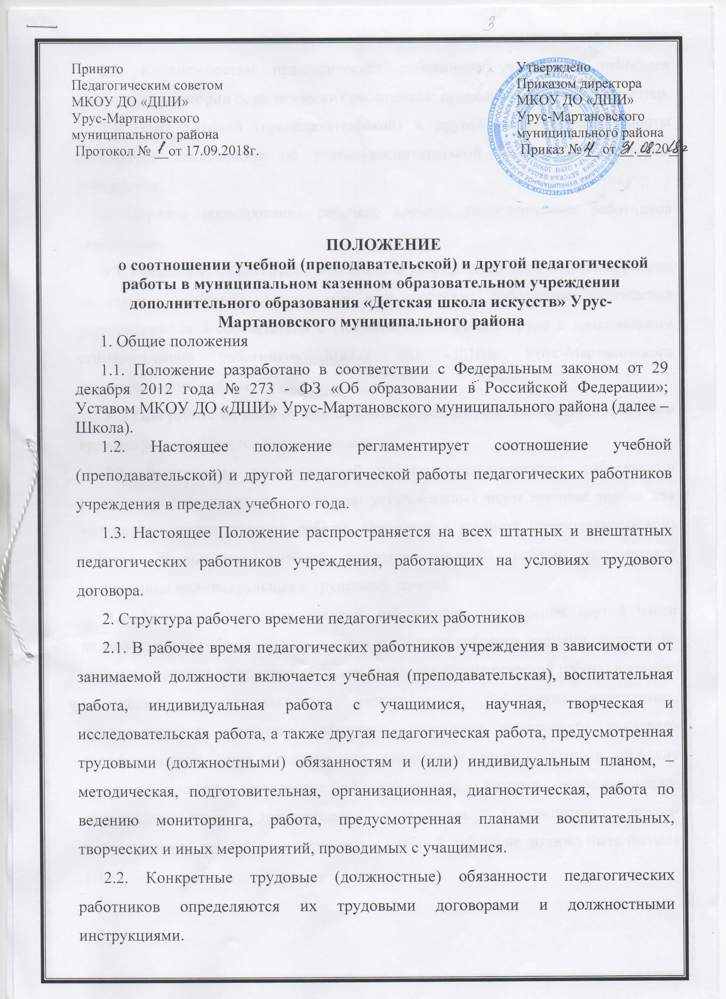 3
Принято
Педагогическим советом
МКОУ ДО «ДШИ»
Урус-Мартановского
муниципального района
Протокол № 1 от 17.09.2018г.
Утверждено
Приказом директора
МКОУ ДО «ДШИ»
Урус-Мартановского
муниципального района
Приказ № 4 от 31.08.2018г
ПОЛОЖЕНИЕ
о соотношении учебной (преподавательской) и другой педагогической
работы в муниципальном казенном образовательном учреждении
дополнительного образования «Детская школа искусств» Урус-
Мартановского муниципального района
1. Общие положения
1.1. Положение разработано в соответствии с Федеральным законом от 29
декабря 2012 года № 273 - ФЗ «Об образовании в Российской Федерации»;
Уставом МКОУ ДО «ДШИ» Урус-Мартановского муниципального района (далее –
Школа).
1.2. Настоящее положение регламентирует соотношение учебной
(преподавательской) и другой педагогической работы педагогических работников
учреждения в пределах учебного года.
1.3. Настоящее Положение распространяется на всех штатных и внештатных
педагогических работников учреждения, работающих на условиях трудового
договора.
2. Структура рабочего времени педагогических работников
2.1. В рабочее время педагогических работников учреждения в зависимости от
занимаемой должности включается учебная (преподавательская), воспитательная
работа, индивидуальная работа с учащимися, научная, творческая и
исследовательская работа, а также другая педагогическая работа, предусмотренная
трудовыми (должностными) обязанностям и (или) индивидуальным планом, –
методическая, подготовительная, организационная, диагностическая, работа по
ведению мониторинга, работа, предусмотренная планами воспитательных,
творческих и иных мероприятий, проводимых с учащимися.
2.2. Конкретные трудовые (должностные) обязанности педагогических
работников определяются их трудовыми договорами и должностными
инструкциями.